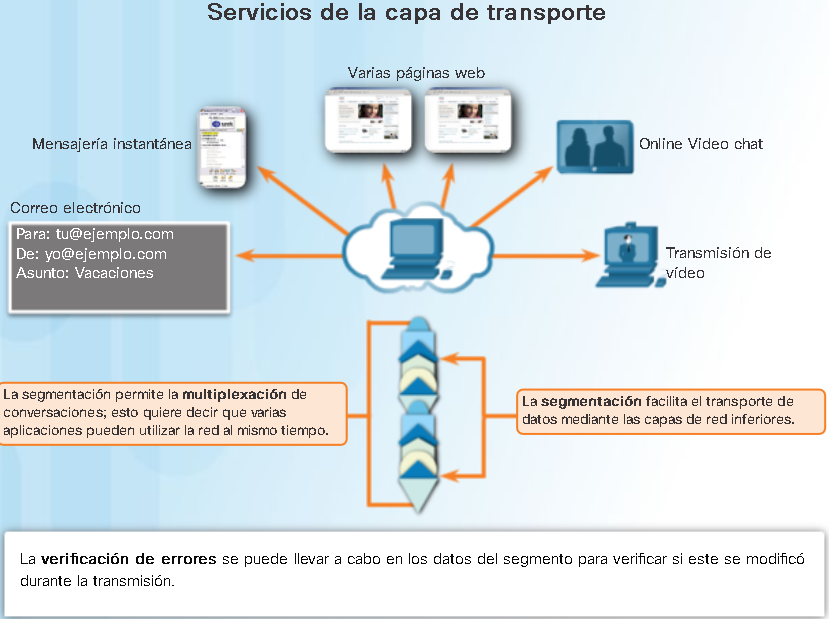 Servicios de la capa de transporte
Varias páginas web
Mensajería instantánea
Online Video chat
Correo electrónico
Para: tu@ejemplo.com
De: yo@ejemplo.com
Asunto: Vacaciones
Transmisión de
vídeo
La segmentación permite la multiplexación de
conversaciones; esto quiere decir que varias
aplicaciones pueden utilizar la red al mismo tiempo.
La segmentación facilita el transporte de
datos mediante las capas de red inferiores.
La verificación de errores se puede llevar a cabo en los datos del segmento para verificar si este se modificó
durante la transmisión.